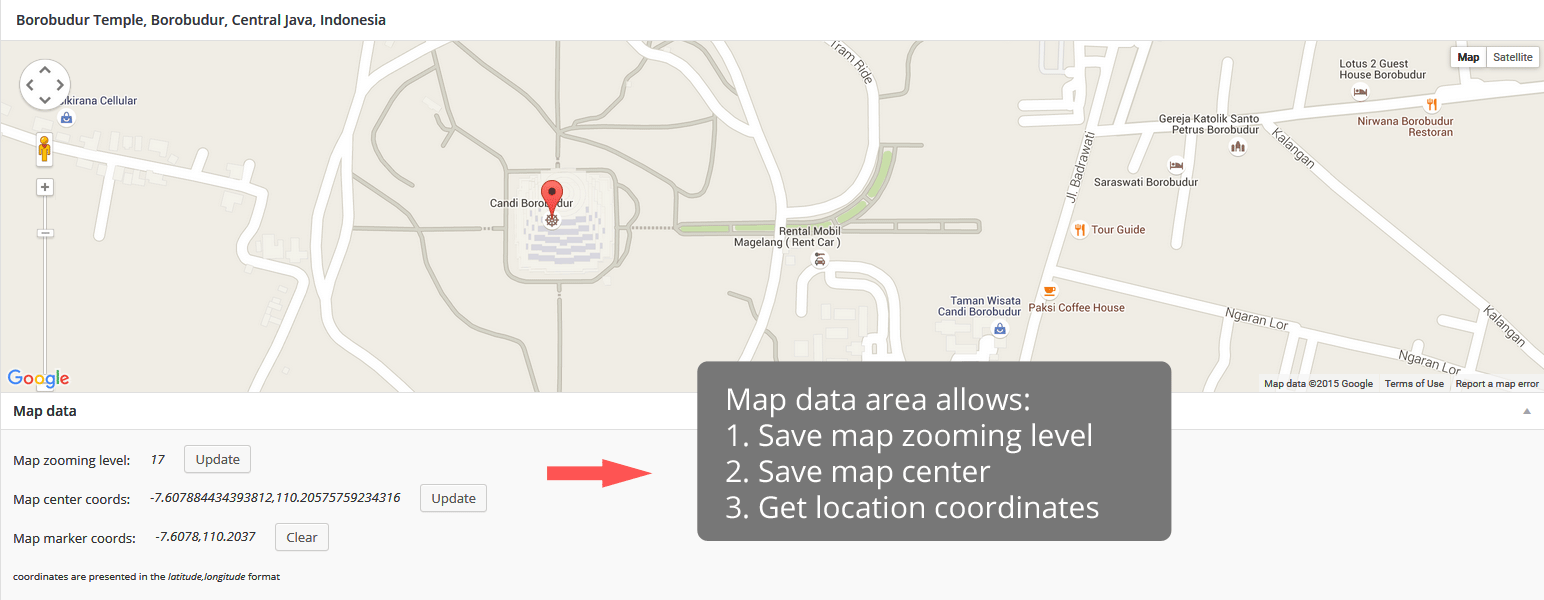 Borobudur Temple, Borobudur, Central Java, Indonesia
Tram Ride
Map Satellite
Lotus 2 Guest
House Borobudur
ikirana Cellular
Nirwana Borobudur
Restoran
Gereja Katolik Santo
Petrus Borobudur
Kalangan
Jl. Badrawati
Saraswati Borobudur
Candi Borobudur
Tour Guide
Rental Mobil
Magelang ( Rent Car )
Taman Wisata
Candi Borobudur
Paksi Coffee House
Ngaran Lor
Kalangan
Ngaran Lor
Google
Map data ©2015 Google Terms of Use Report a map error
Map data
Map zooming level: 17 Update
Map center coords: -7.607884434393812,110.20575759234316 Update
Map marker coords: -7.6078,110.2037 Clear
coordinates are presented in the latitude,longitude format
Map data area allows:
1. Save map zooming level
2. Save map center
3. Get location coordinates